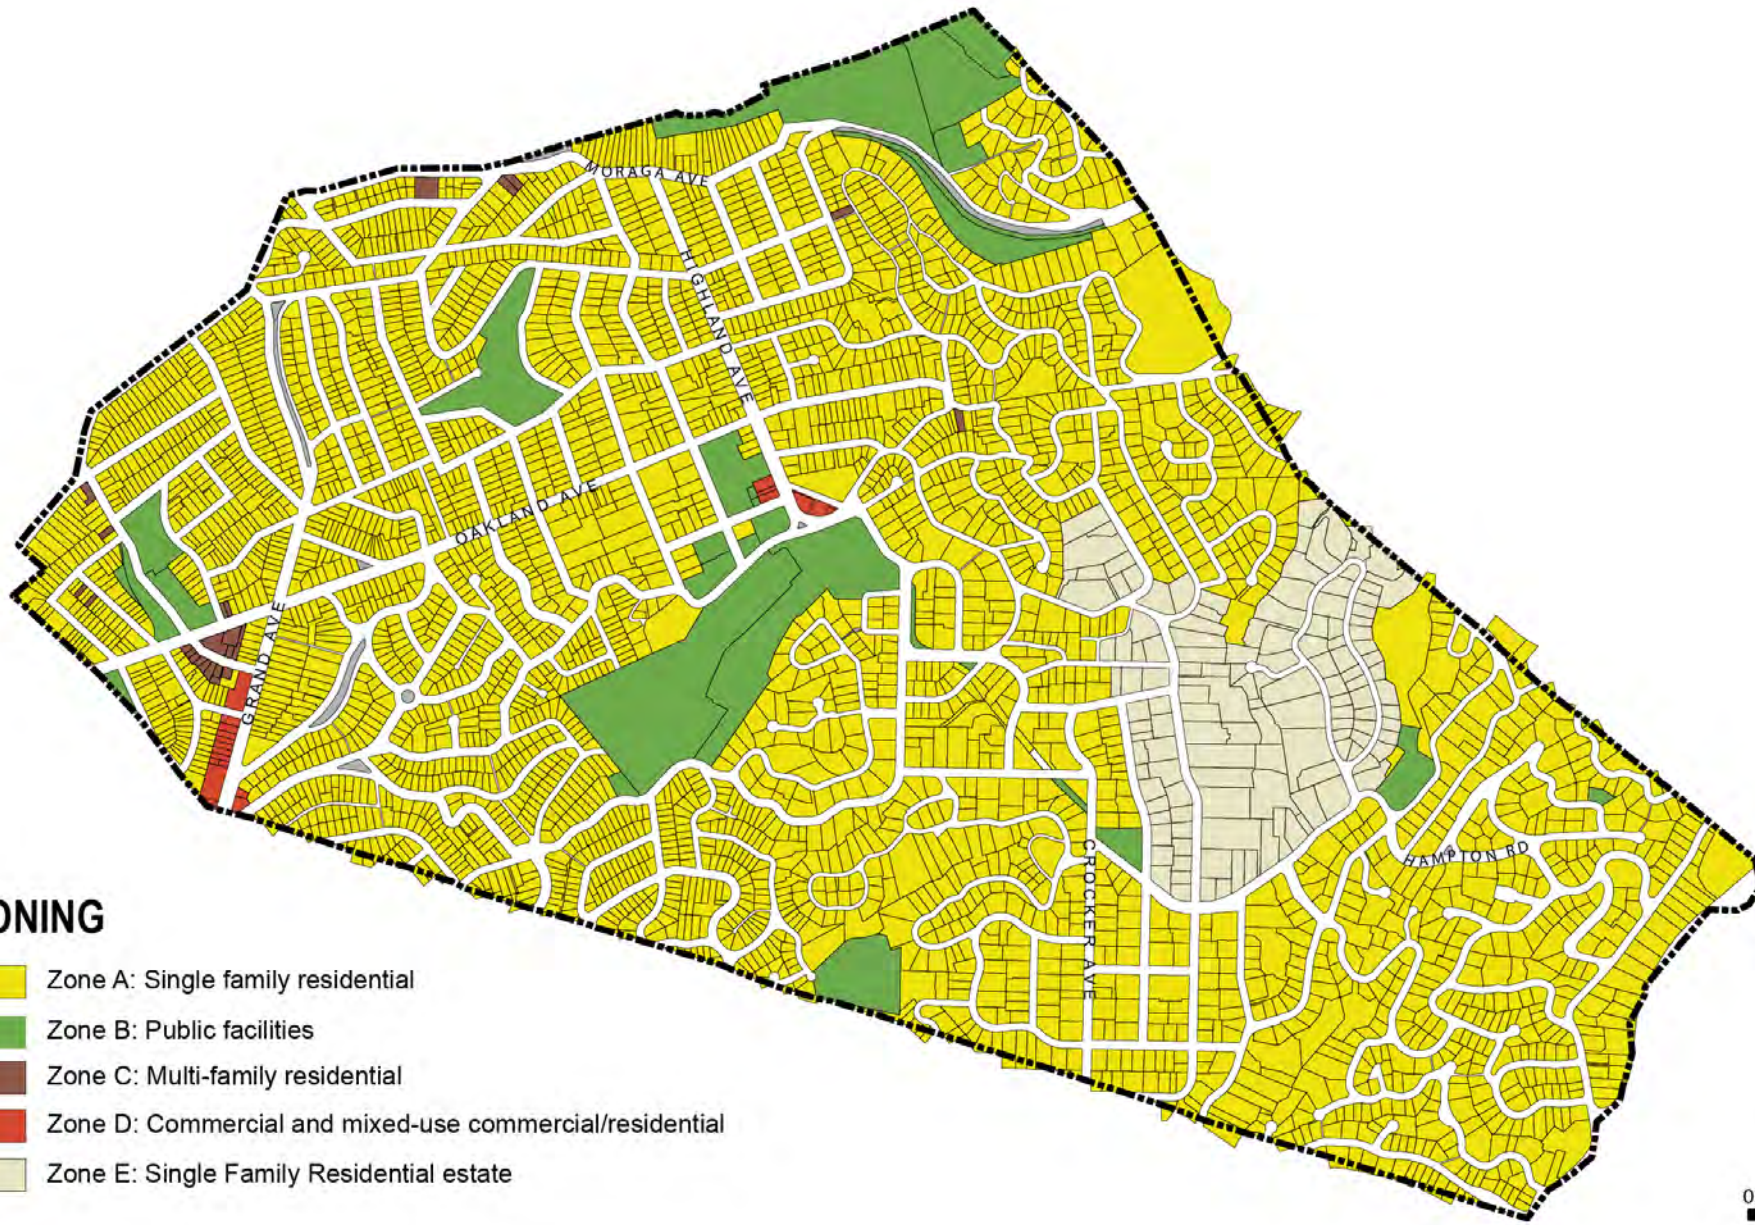 MORAGA AVE
HIGHLAND AVE
OAKLAND AVE
GRAND AVE
CROCKER AVE
HAMPTON RD
ONING
Zone A: Single family residential
Zone B: Public facilities
Zone C: Multi-family residential
Zone D: Commercial and mixed-use commercial/residential
Zone E: Single Family Residential estate
0